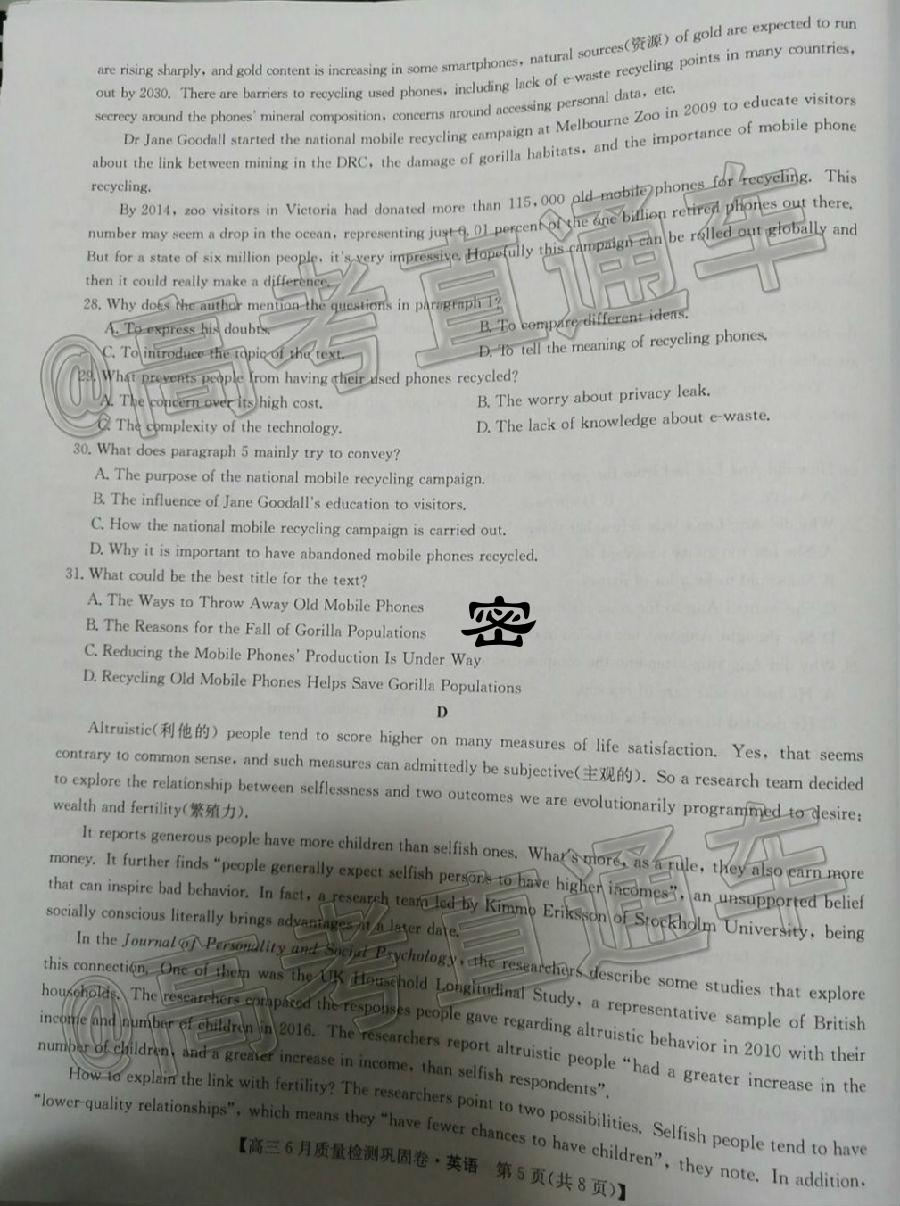 are rising sharply, and gold content is increasing in some smartphones, natural sources(资源) of gold are expected to run
out by 2030. There are barriers to recycling used phones, including lack of e-waste recycling points in many countries,
secrecy around the phones' mineral composition, concerns around accessing personal data, etc.
Dr Jane Goodall started the national mobile recycling campaign at Melbourne Zoo in 2009 to educate visitors
about the link between mining in the DRC, the damage of gorilla habitats, and the importance of mobile phone
recycling.
By 2014, zoo visitors in Victoria had donated more than 115,000 old mobile phones for recycling. This
number may seem a drop in the ocean, representing just 0.01 percent of the one billion retired phones out there.
But for a state of six million people, it's very impressive. Hopefully this campaign can be rolled out globally and
then it could really make a difference.
28. Why does the author mention the questions in paragraph 1?
A. To express his doubts.
B. To compare different ideas.
C. To introduce the topic of the text.
D. To tell the meaning of recycling phones.
29. What prevents people from having their used phones recycled?
A. The concern over its high cost.
B. The worry about privacy leak.
C. The complexity of the technology.
D. The lack of knowledge about e-waste.
30. What does paragraph 5 mainly try to convey?
A. The purpose of the national mobile recycling campaign.
B. The influence of Jane Goodall's education to visitors.
C. How the national mobile recycling campaign is carried out.
D. Why it is important to have abandoned mobile phones recycled.
31. What could be the best title for the text?
A. The Ways to Throw Away Old Mobile Phones
B. The Reasons for the Fall of Gorilla Populations
C. Reducing the Mobile Phones' Production Is Under Way
D. Recycling Old Mobile Phones Helps Save Gorilla Populations
密
D
Altruistic(利他的) people tend to score higher on many measures of life satisfaction. Yes, that seems
contrary to common sense, and such measures can admittedly be subjective(主观的). So a research team decided
to explore the relationship between selflessness and two outcomes we are evolutionarily programmed to desire:
wealth and fertility(繁殖力).
It reports generous people have more children than selfish ones. What's more, as a rule, they also earn more
money. It further finds "people generally expect selfish persons to have higher incomes", an unsupported belief
that can inspire bad behavior. In fact, a research team led by Kimmo Eriksson of Stockholm University, being
socially conscious literally brings advantages at a later date.
In the Journal of Personality and Social Psychology, the researchers describe some studies that explore
this connection. One of them was the UK Household Longitudinal Study, a representative sample of British
households. The researchers compared the responses people gave regarding altruistic behavior in 2010 with their
income and number of children in 2016. The researchers report altruistic people "had a greater increase in the
number of children, and a greater increase in income, than selfish respondents".
How to explain the link with fertility? The researchers point to two possibilities. Selfish people tend to have
"lower-quality relationships", which means they "have fewer chances to have children", they note. In addition,
【高三6月质量检测巩固卷·英语 第5页(共8页)】
@高考直通车
@高考直通车